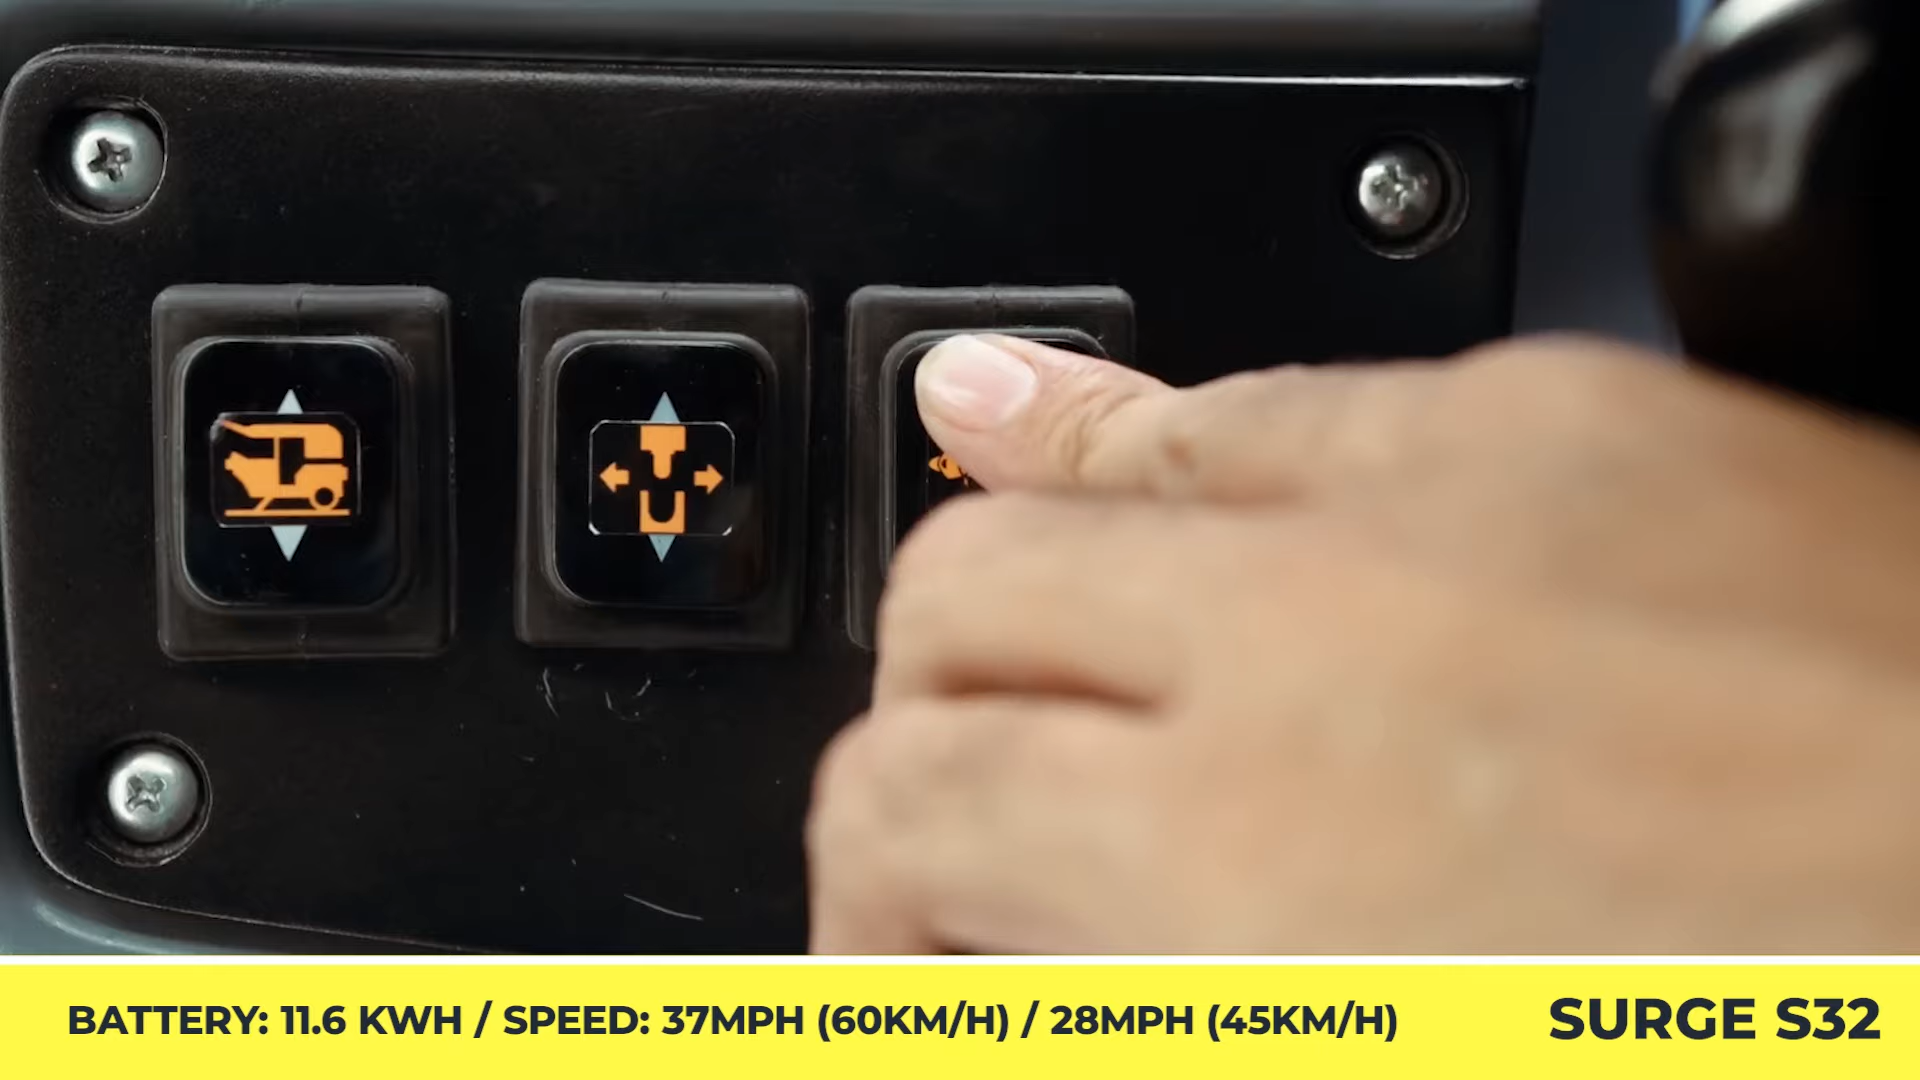 BATTERY: 11.6 KWH / SPEED: 37MPH (60KM/H) / 28MPH (45KM/H)
SURGE S32